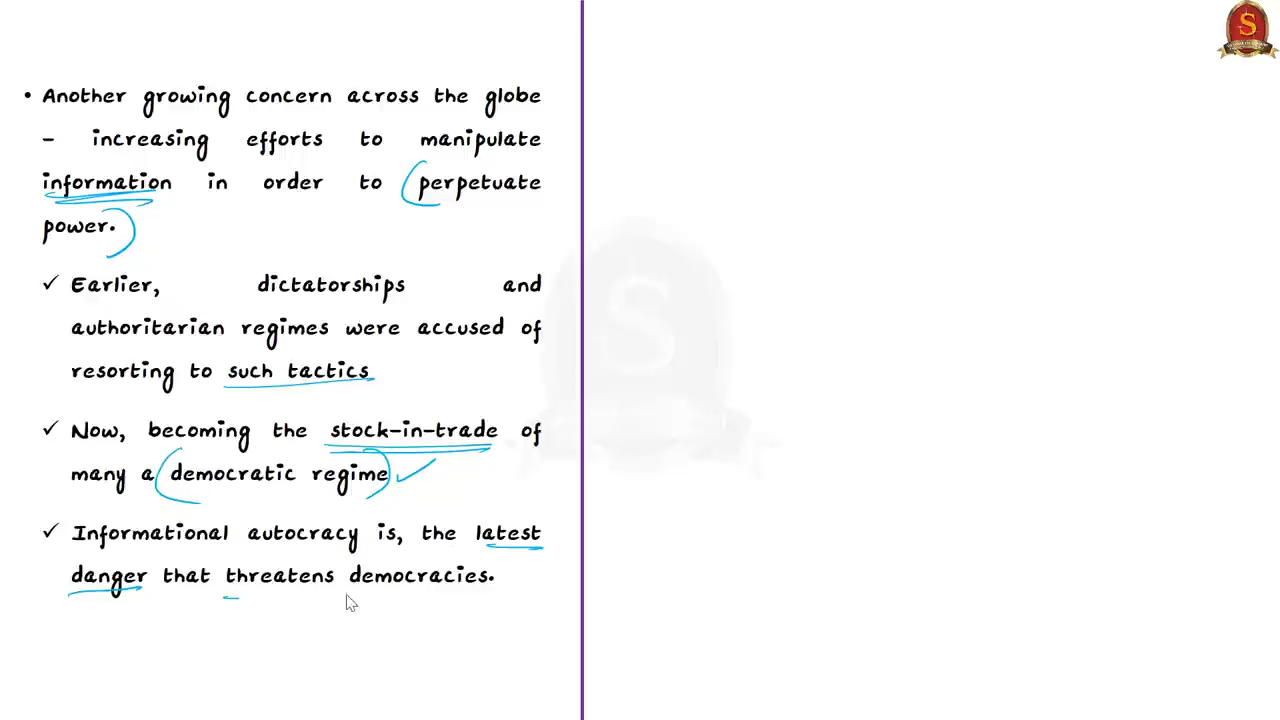 • Another growing concern across the globe
– increasing efforts to manipulate
information in order to perpetuate
power.
✓ Earlier, dictatorships and
authoritarian regimes were accused of
resorting to such tactics
✓ Now, becoming the stock-in-trade of
many a democratic regime
✓ Informational autocracy is, the latest
danger that threatens democracies.
S
S